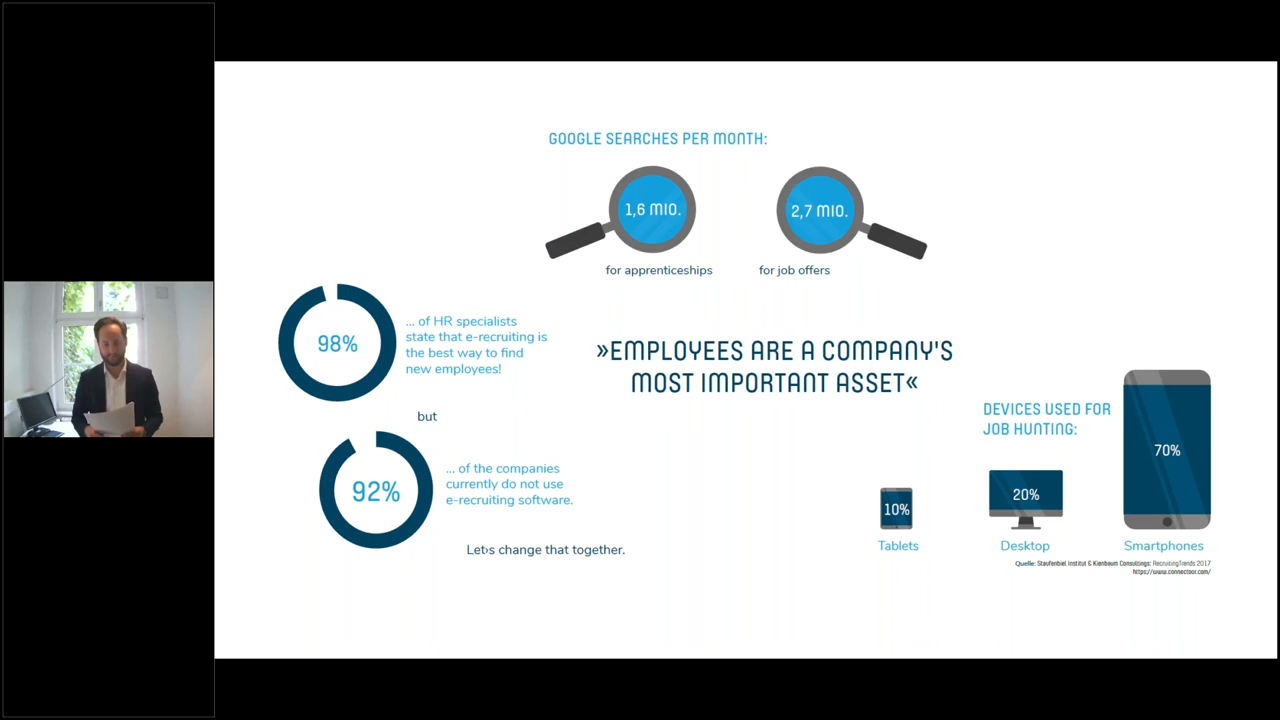 GOOGLE SEARCHES PER MONTH:
1,6 MIO.
2,7 MIO.
for apprenticeships
for job offers
98%
... of HR specialists
state that e-recruiting is
the best way to find
new employees!
but
92%
... of the companies
currently do not use
e-recruiting software.
Let›s change that together.
»EMPLOYEES ARE A COMPANY'S
MOST IMPORTANT ASSET«
DEVICES USED FOR
JOB HUNTING:
10%
20%
70%
Tablets
Desktop
Smartphones
Quelle: Staufenbiel Institut & Kienbaum Consultings: RecruitingTrends 2017
https://www.connectoor.com/